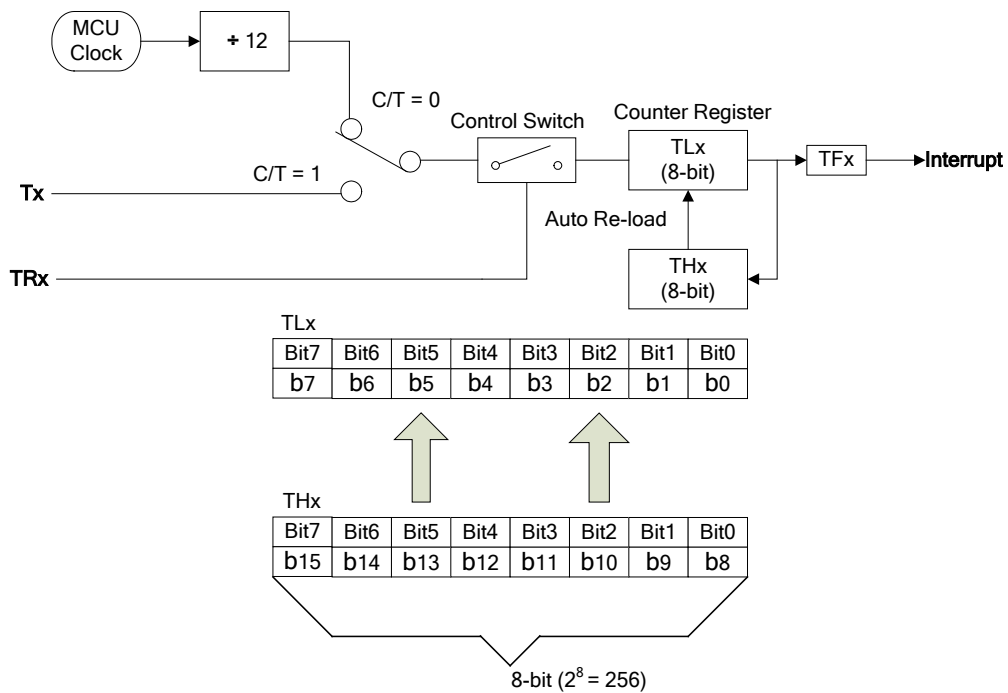 MCU
Clock
÷ 12
C/T = 0
Control Switch
Counter Register
TLx
(8-bit)
TFx
Interrupt
C/T = 1
Tx
Auto Re-load
TRx
THx
(8-bit)
TLx
Bit7 Bit6 Bit5 Bit4 Bit3 Bit2 Bit1 Bit0
b7 b6 b5 b4 b3 b2 b1 b0
THx
Bit7 Bit6 Bit5 Bit4 Bit3 Bit2 Bit1 Bit0
b15 b14 b13 b12 b11 b10 b9 b8
8-bit (2⁸ = 256)